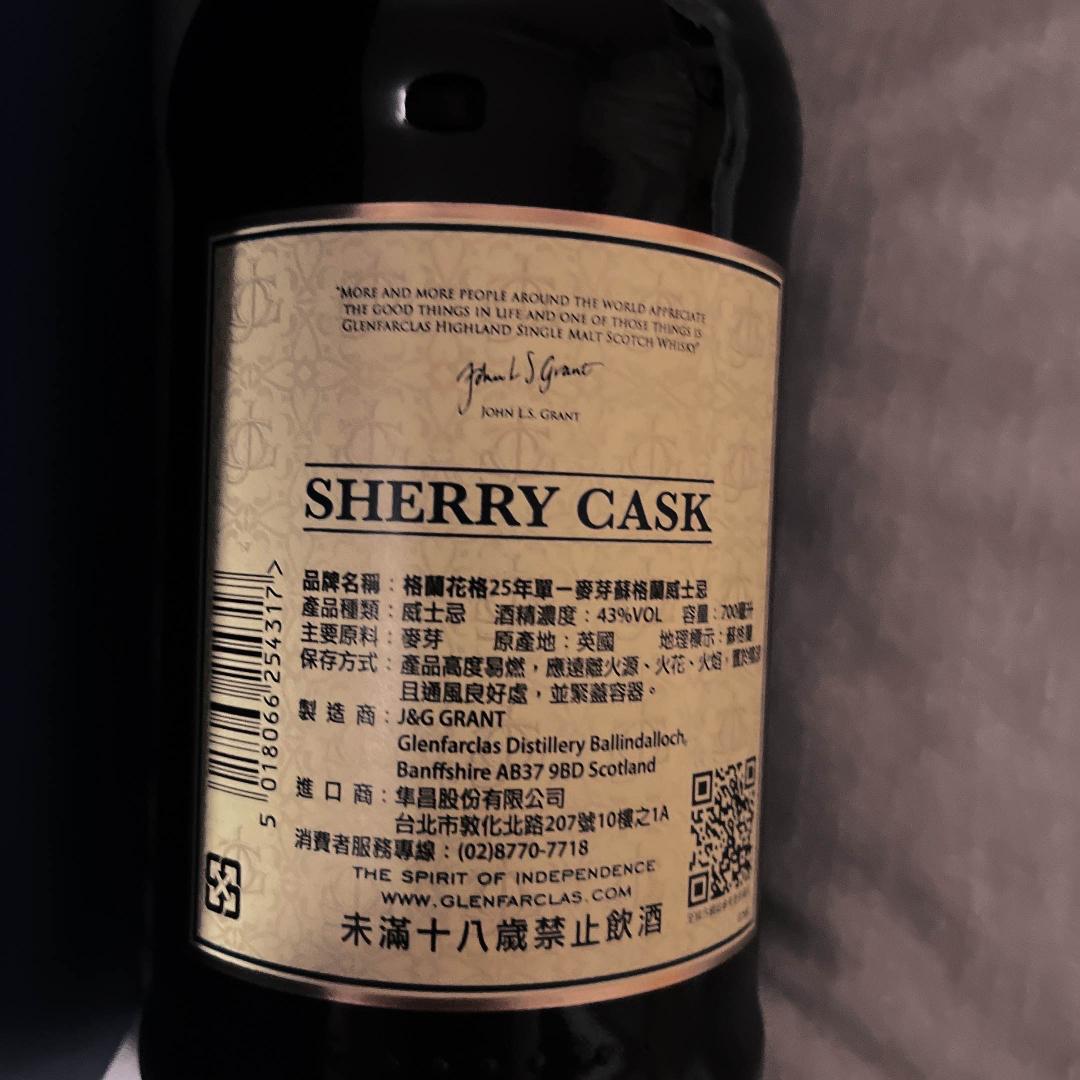 "MORE AND MORE PEOPLE AROUND THE WORLD APPRECIATE
THE GOOD THINGS IN LIFE AND ONE OF THOSE THINGS IS
GLENFARCLAS HIGHLAND SINGLE MALT SCOTCH WHISKY"
John L S Grant
JOHN L.S. GRANT
SHERRY CASK
品牌名稱：格蘭花格25年單一麥芽蘇格蘭威士忌
產品種類：威士忌 酒精濃度：43%VOL 容量：700毫升
主要原料：麥芽 原產地：英國 地理標示：蘇格蘭
保存方式：產品高度易燃，應遠離火源、火花、火焰，置於
且通風良好處，並緊蓋容器。
製造商：J&G GRANT
Glenfarclas Distillery Ballindalloch,
Banffshire AB37 9BD Scotland
進口商：隼昌股份有限公司
台北市敦化北路207號10樓之1A
消費者服務專線：(02)8770-7718
THE SPIRIT OF INDEPENDENCE
WWW.GLENFARCLAS.COM
未滿十八歲禁止飲酒
5 018066 254317 >